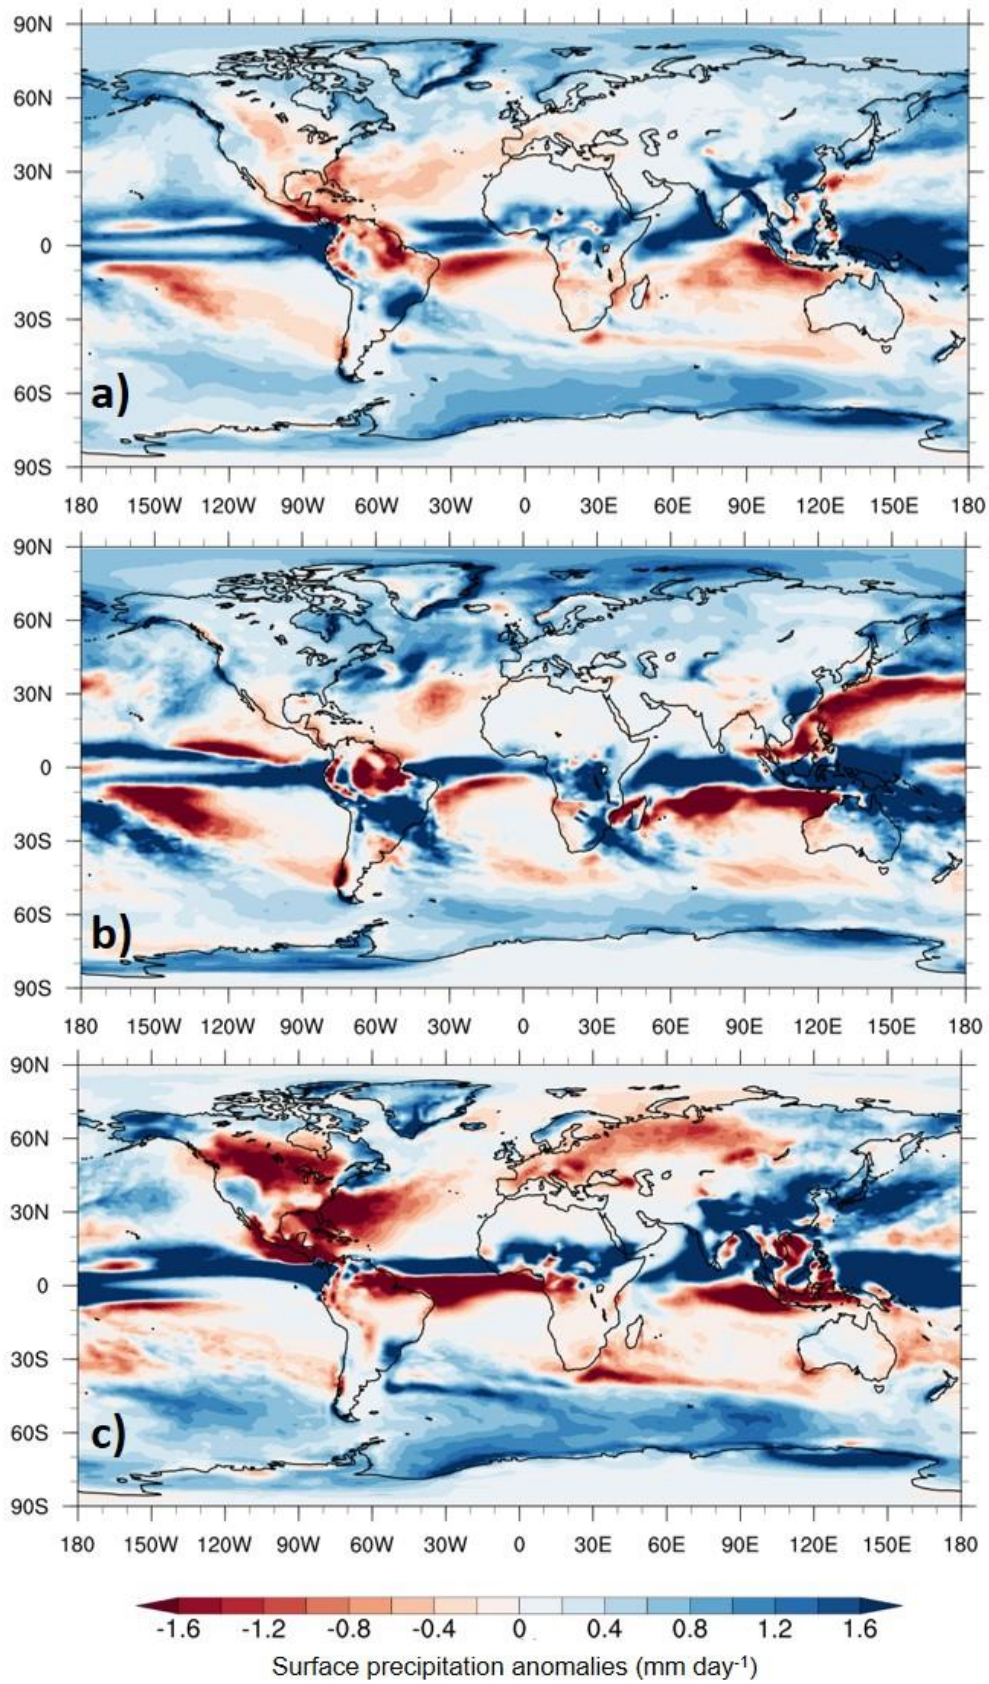 90N
60N
30N
0
30S
60S
90S
a)
180 150W 120W 90W 60W 30W 0 30E 60E 90E 120E 150E 180
90N
60N
30N
0
30S
60S
90S
b)
180 150W 120W 90W 60W 30W 0 30E 60E 90E 120E 150E 180
90N
60N
30N
0
30S
60S
90S
c)
180 150W 120W 90W 60W 30W 0 30E 60E 90E 120E 150E 180
-1.6 -1.2 -0.8 -0.4 0 0.4 0.8 1.2 1.6
Surface precipitation anomalies (mm day⁻¹)